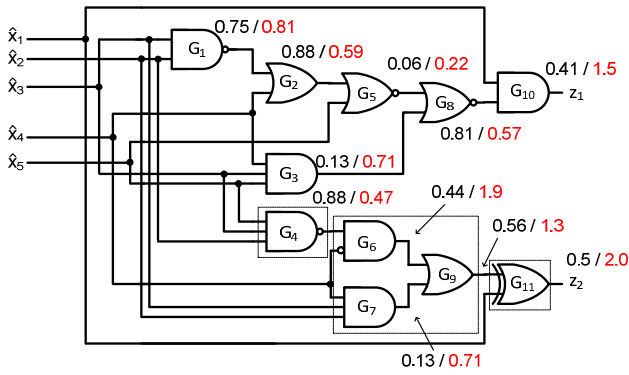 0.75 / 0.81
x̂1
G1
0.88 / 0.59
x̂2
0.06 / 0.22
0.41 / 1.5
x̂3
G2
G5
G8
G10
z1
x̂4
0.81 / 0.57
x̂5
G3
0.13 / 0.71
0.88 / 0.47
0.44 / 1.9
G4
G6
0.56 / 1.3
0.5 / 2.0
G9
G11
z2
G7
0.13 / 0.71